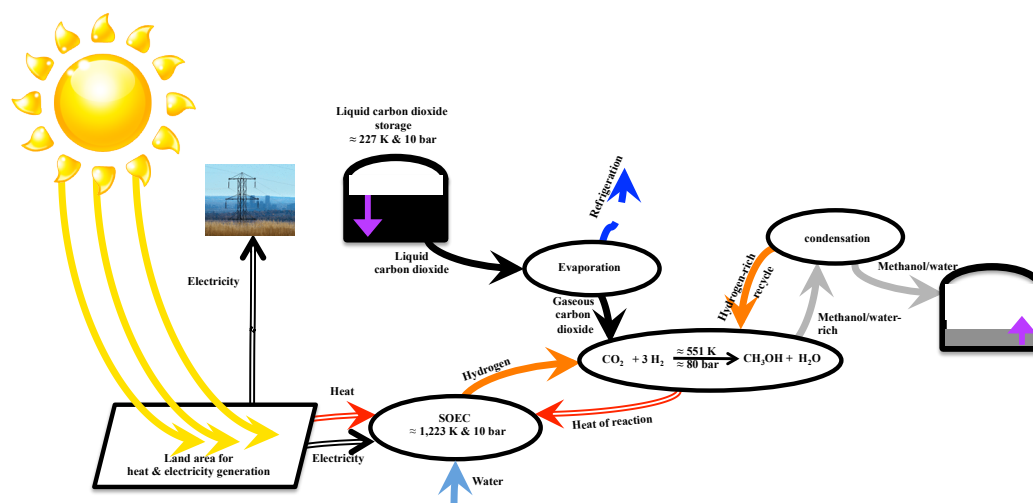 Liquid carbon dioxide
storage
≈ 227 K & 10 bar
Refrigeration
condensation
Liquid
carbon dioxide
Evaporation
Methanol/water
Electricity
Gaseous
carbon
dioxide
Hydrogen-rich
recycle
Methanol/water-
rich
CO₂ + 3 H₂ ≈ 551 K ≈ 80 bar CH₃OH + H₂O
Hydrogen
Heat
SOEC
≈ 1,223 K & 10 bar
Heat of reaction
Electricity
Land area for
heat & electricity generation
Water